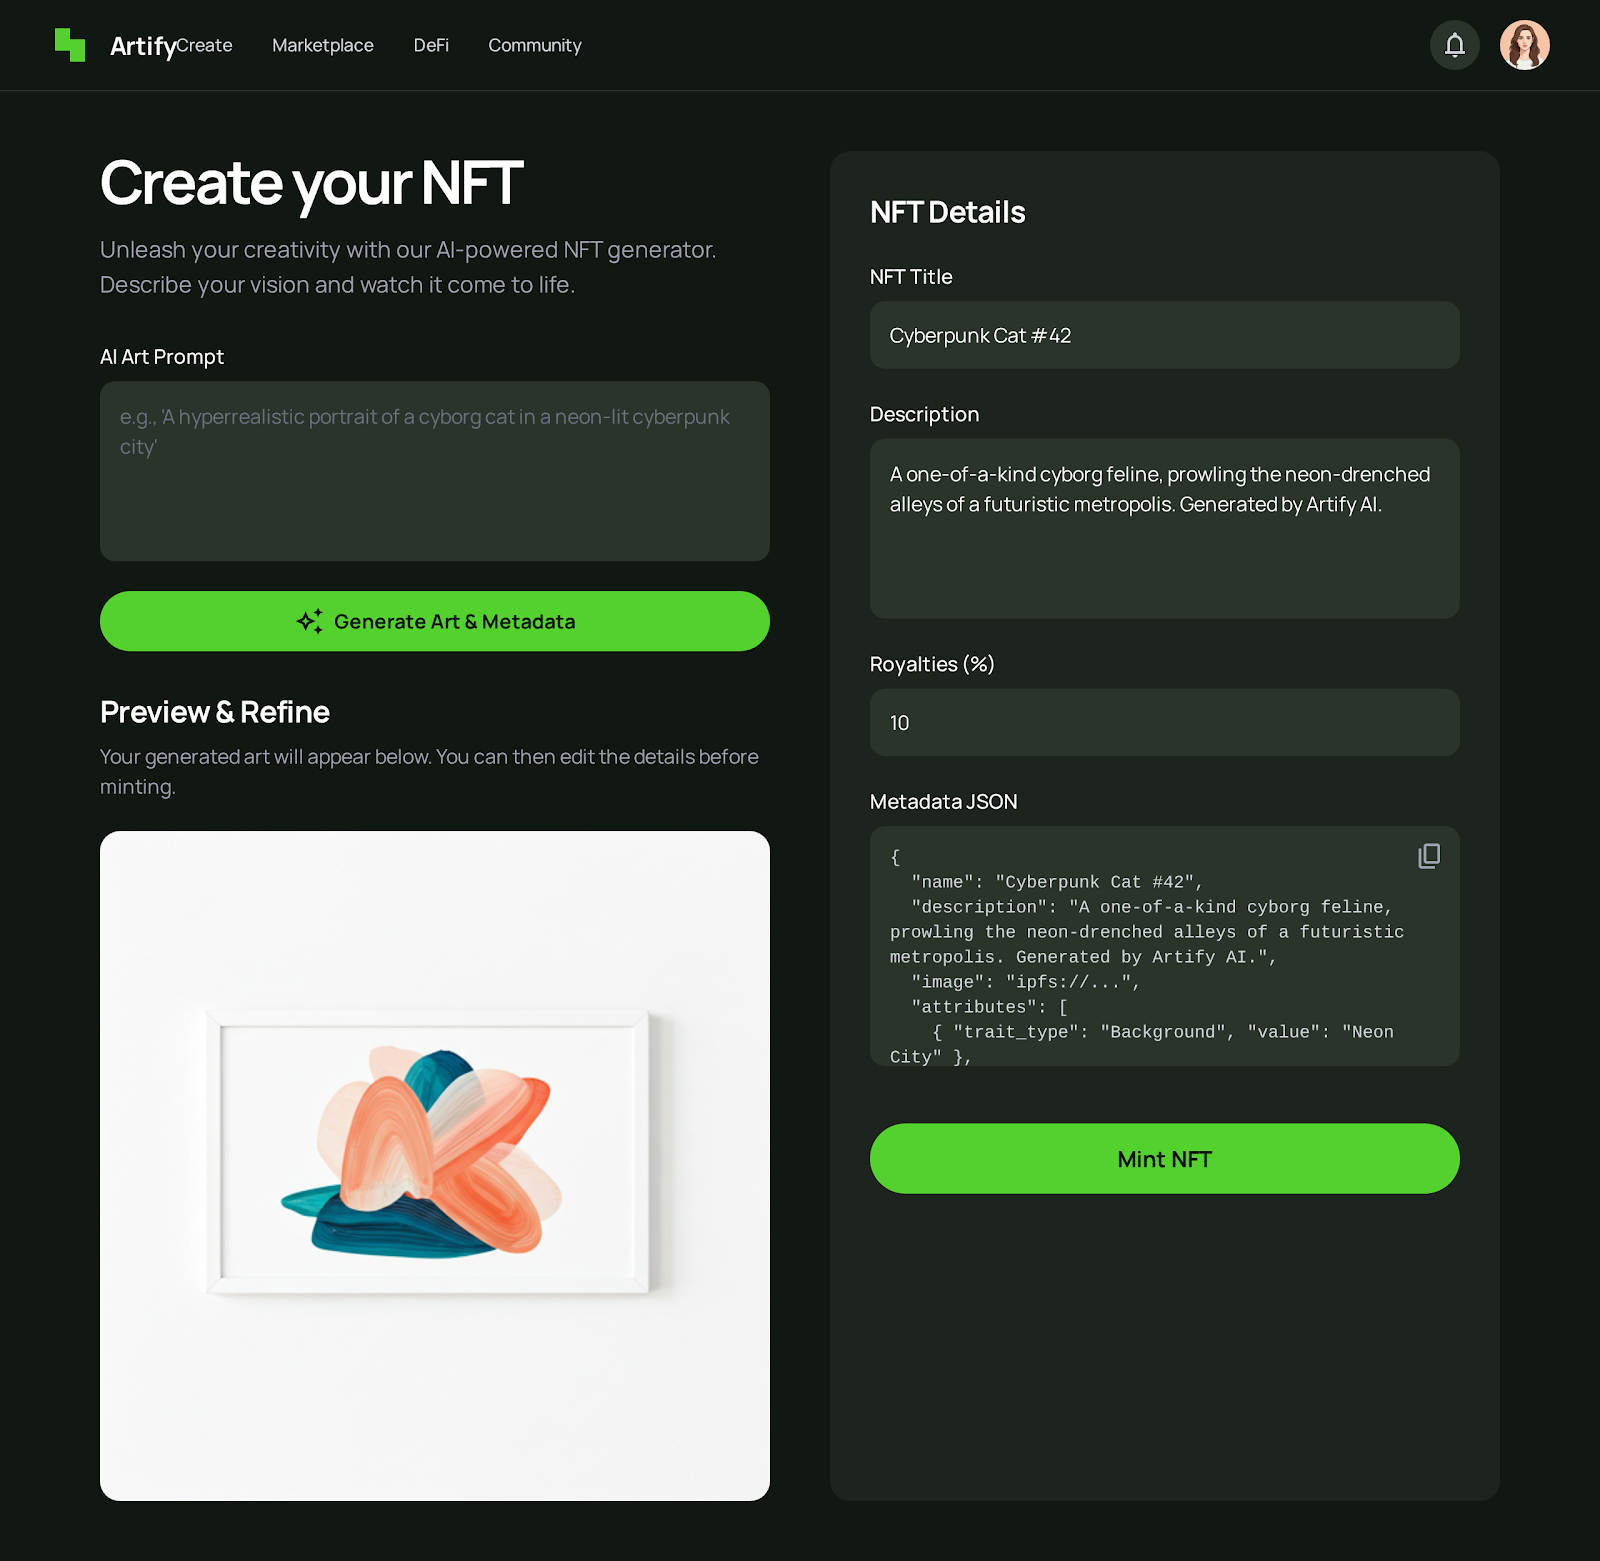 Artify
Create
Marketplace
DeFi
Community
Create your NFT
Unleash your creativity with our AI-powered NFT generator.
Describe your vision and watch it come to life.
AI Art Prompt
e.g., 'A hyperrealistic portrait of a cyborg cat in a neon-lit cyberpunk
city'
Generate Art & Metadata
Preview & Refine
Your generated art will appear below. You can then edit the details before
minting.
NFT Details
NFT Title
Cyberpunk Cat #42
Description
A one-of-a-kind cyborg feline, prowling the neon-drenched
alleys of a futuristic metropolis. Generated by Artify AI.
Royalties (%)
10
Metadata JSON
{
  "name": "Cyberpunk Cat #42",
  "description": "A one-of-a-kind cyborg feline,
prowling the neon-drenched alleys of a futuristic
metropolis. Generated by Artify AI.",
  "image": "ipfs://...",
  "attributes": [
    { "trait_type": "Background", "value": "Neon
City" },
Mint NFT